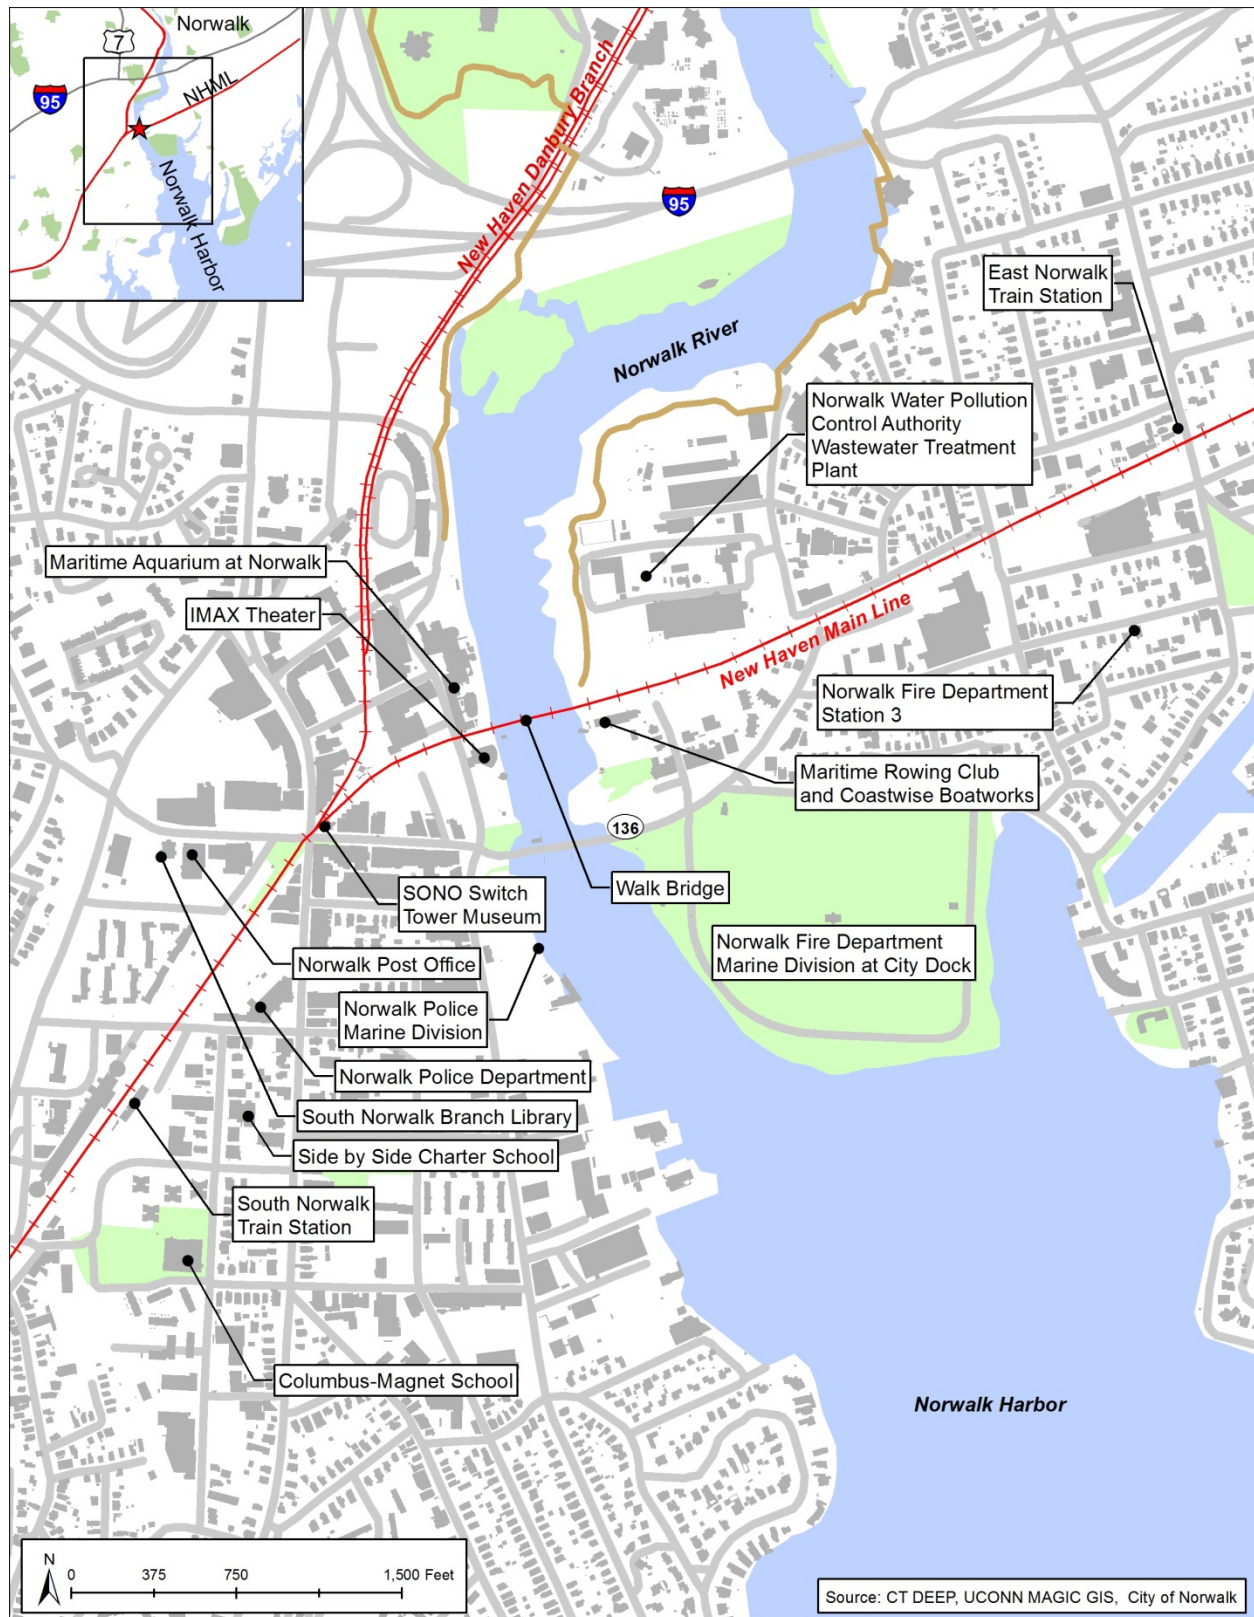 Norwalk
7
95
NHML
Norwalk Harbor
New Haven Danbury Branch
95
East Norwalk
Train Station
Norwalk River
Norwalk Water Pollution
Control Authority
Wastewater Treatment
Plant
Maritime Aquarium at Norwalk
IMAX Theater
New Haven Main Line
Norwalk Fire Department
Station 3
Maritime Rowing Club
and Coastwise Boatworks
136
Walk Bridge
SONO Switch
Tower Museum
Norwalk Fire Department
Marine Division at City Dock
Norwalk Post Office
Norwalk Police
Marine Division
Norwalk Police Department
South Norwalk Branch Library
Side by Side Charter School
South Norwalk
Train Station
Columbus-Magnet School
Norwalk Harbor
N
0 375 750 1,500 Feet
Source: CT DEEP, UCONN MAGIC GIS, City of Norwalk